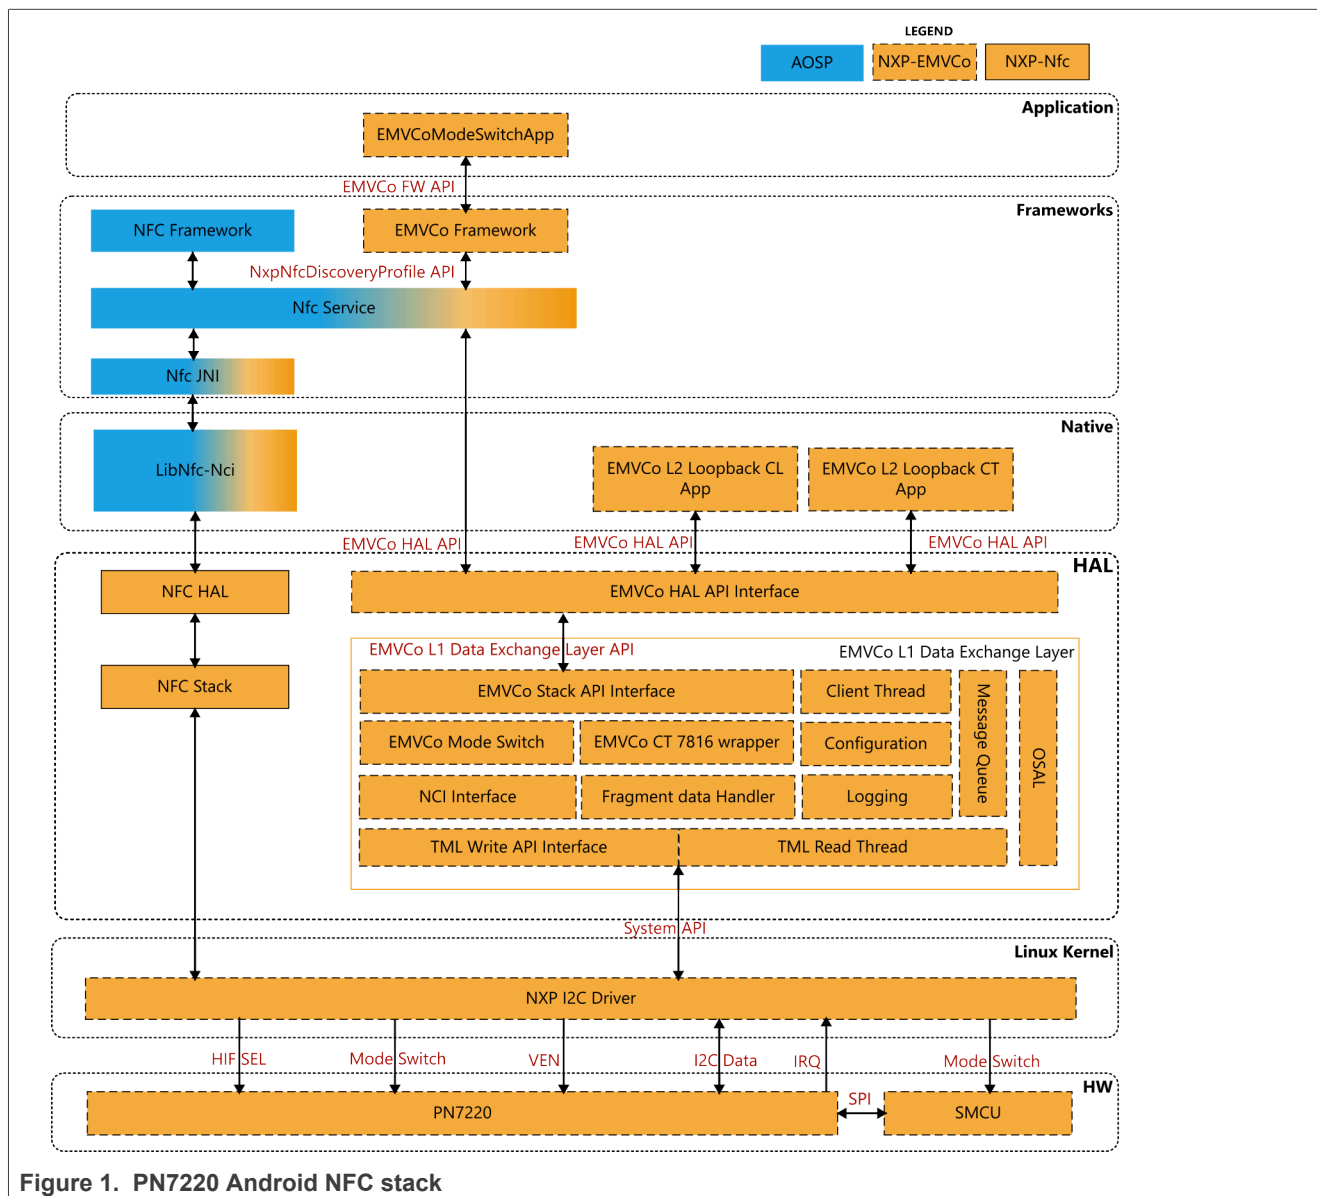 LEGEND
AOSP
NXP-EMVCo
NXP-Nfc
Application
EMVCoModeSwitchApp
EMVCo FW API
Frameworks
NFC Framework
EMVCo Framework
NxpNfcDiscoveryProfile API
Nfc Service
Nfc JNI
Native
LibNfc-Nci
EMVCo L2 Loopback CL
App
EMVCo L2 Loopback CT
App
EMVCo HAL API
EMVCo HAL API
EMVCo HAL API
HAL
NFC HAL
EMVCo HAL API Interface
EMVCo L1 Data Exchange Layer API
EMVCo L1 Data Exchange Layer
NFC Stack
EMVCo Stack API Interface
Client Thread
Message Queue
OSAL
EMVCo Mode Switch
EMVCo CT 7816 wrapper
Configuration
NCI Interface
Fragment data Handler
Logging
TML Write API Interface
TML Read Thread
System API
Linux Kernel
NXP I2C Driver
HIF SEL
Mode Switch
VEN
I2C Data
IRQ
Mode Switch
HW
PN7220
SPI
SMCU
Figure 1. PN7220 Android NFC stack